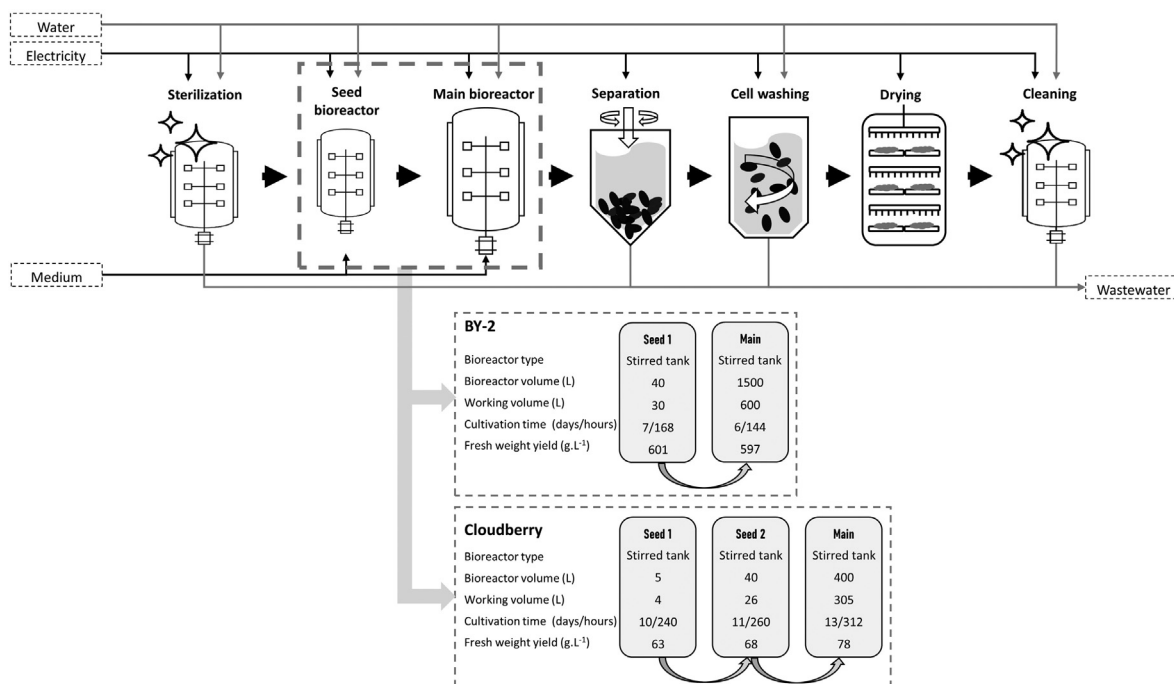 Water
Electricity
Sterilization
Seed
bioreactor
Main bioreactor
Separation
Cell washing
Drying
Cleaning
Medium
Wastewater
BY-2
Seed 1 Main
Bioreactor type Stirred tank Stirred tank
Bioreactor volume (L) 40 1500
Working volume (L) 30 600
Cultivation time (days/hours) 7/168 6/144
Fresh weight yield (g.L⁻¹) 601 597
Cloudberry
Seed 1 Seed 2 Main
Bioreactor type Stirred tank Stirred tank Stirred tank
Bioreactor volume (L) 5 40 400
Working volume (L) 4 26 305
Cultivation time (days/hours) 10/240 11/260 13/312
Fresh weight yield (g.L⁻¹) 63 68 78